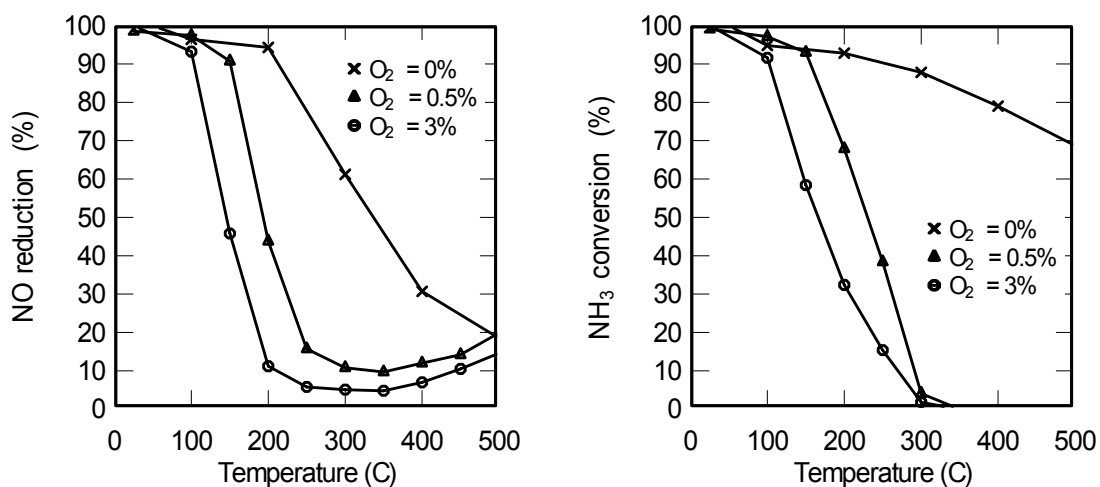 100
90
80
70
60
50
40
30
20
10
0
NO reduction (%)
O2 = 0%
O2 = 0.5%
O2 = 3%
0 100 200 300 400 500
Temperature (C)
100
90
80
70
60
50
40
30
20
10
0
NH3 conversion (%)
O2 = 0%
O2 = 0.5%
O2 = 3%
0 100 200 300 400 500
Temperature (C)